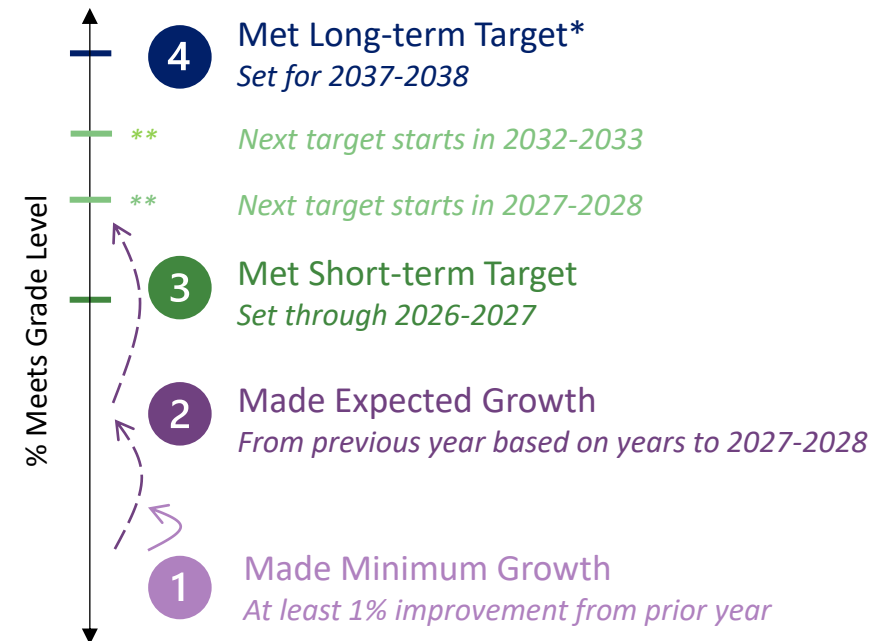 4
Met Long-term Target*
Set for 2037-2038
**
Next target starts in 2032-2033
**
Next target starts in 2027-2028
% Meets Grade Level
3
Met Short-term Target
Set through 2026-2027
2
Made Expected Growth
From previous year based on years to 2027-2028
1
Made Minimum Growth
At least 1% improvement from prior year